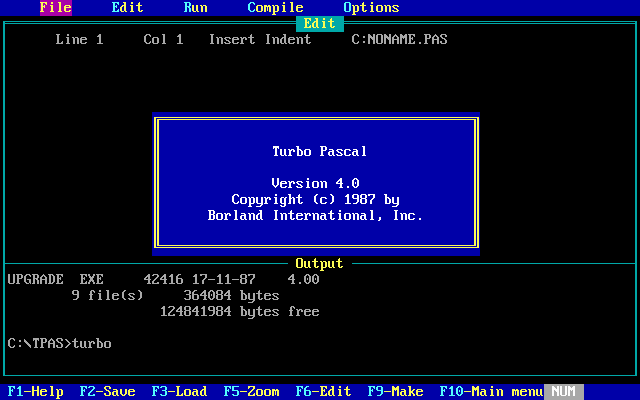 File Edit Run Compile Options
Edit
Line 1 Col 1 Insert Indent C:NONAME.PAS
Turbo Pascal
Version 4.0
Copyright (c) 1987 by
Borland International, Inc.
Output
UPGRADE EXE 42416 17-11-87 4.00
9 file(s) 364084 bytes
124841984 bytes free
C:\TPAS>turbo
F1-Help F2-Save F3-Load F5-Zoom F6-Edit F9-Make F10-Main menu NUM